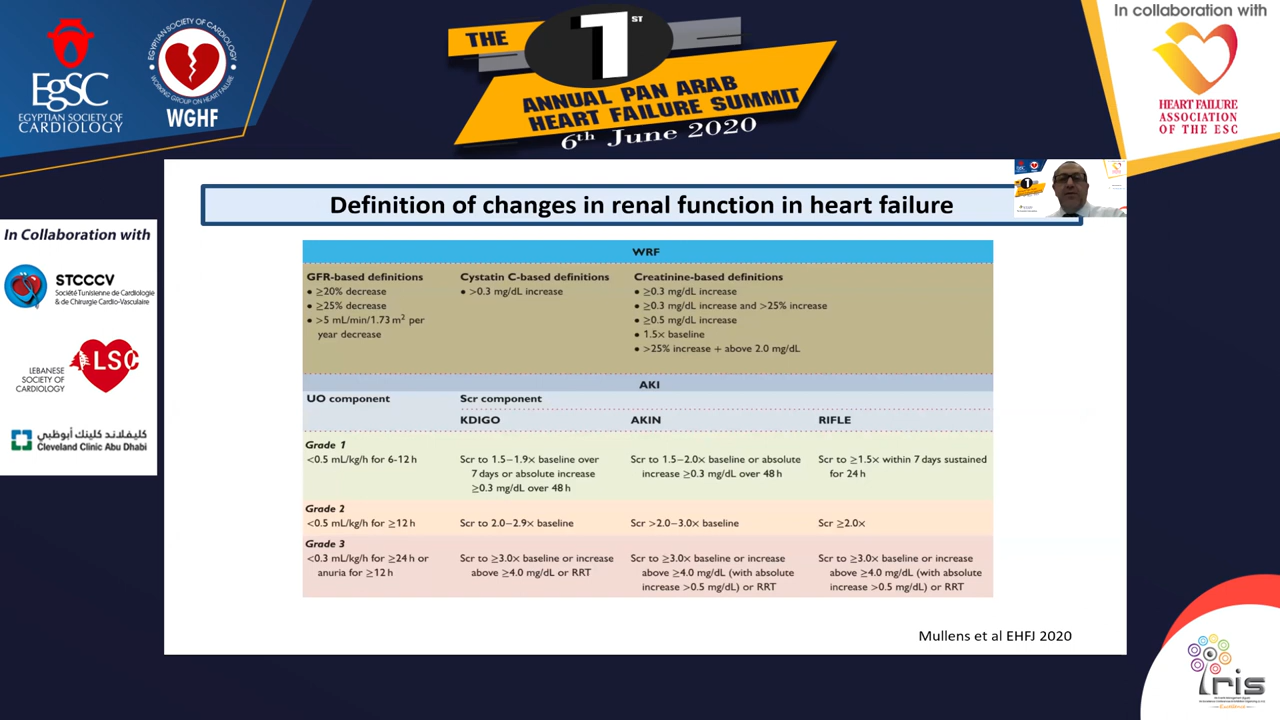 EgSC
EGYPTIAN SOCIETY OF
CARDIOLOGY
EGYPTIAN SOCIETY OF CARDIOLOGY
WORKING GROUP ON HEART FAILURE
WGHF
THE 1ST
ANNUAL PAN ARAB
HEART FAILURE SUMMIT
6th June 2020
In collaboration with
HEART FAILURE
ASSOCIATION
OF THE ESC
In Collaboration with
STCCCV
Société Tunisienne de Cardiologie
& de Chirurgie Cardio-Vasculaire
LSC
LEBANESE
SOCIETY OF
CARDIOLOGY
كليفلاند كلينك أبوظبي
Cleveland Clinic Abu Dhabi
Definition of changes in renal function in heart failure
WRF
GFR-based definitions Cystatin C-based definitions Creatinine-based definitions
• ≥20% decrease • >0.3 mg/dL increase • ≥0.3 mg/dL increase
• ≥25% decrease • ≥0.3 mg/dL increase and >25% increase
• >5 mL/min/1.73 m² per • ≥0.5 mg/dL increase
year decrease • 1.5× baseline
• >25% increase + above 2.0 mg/dL
AKI
UO component Scr component
KDIGO AKIN RIFLE
Grade 1
<0.5 mL/kg/h for 6-12 h Scr to 1.5–1.9× baseline over Scr to 1.5–2.0× baseline or absolute Scr to ≥1.5× within 7 days sustained
7 days or absolute increase increase ≥0.3 mg/dL over 48 h for 24 h
≥0.3 mg/dL over 48 h
Grade 2
<0.5 mL/kg/h for ≥12 h Scr to 2.0–2.9× baseline Scr >2.0–3.0× baseline Scr ≥2.0×
Grade 3
<0.3 mL/kg/h for ≥24 h or Scr to ≥3.0× baseline or increase Scr to ≥3.0× baseline or increase Scr to ≥3.0× baseline or increase
anuria for ≥12 h above ≥4.0 mg/dL or RRT above ≥4.0 mg/dL (with absolute above ≥4.0 mg/dL (with absolute
increase >0.5 mg/dL) or RRT increase >0.5 mg/dL) or RRT
Mullens et al EHFJ 2020
Iris